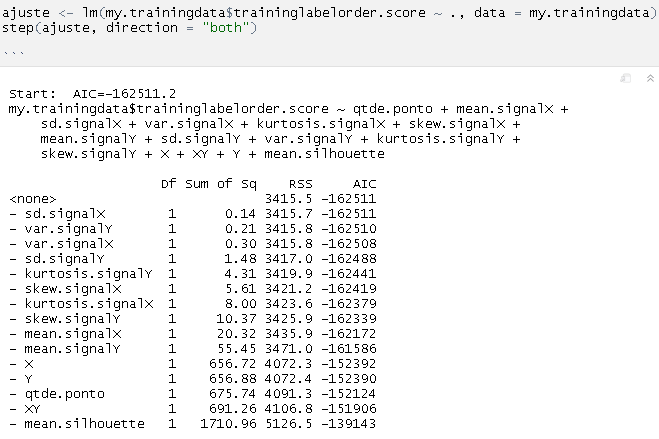 ajuste <- lm(my.trainingdata$traininglabelorder.score ~ ., data = my.trainingdata)
step(ajuste, direction = "both")
```
Start:  AIC=-162511.2
my.trainingdata$traininglabelorder.score ~ qtde.ponto + mean.signalX +
    sd.signalX + var.signalX + kurtosis.signalX + skew.signalX +
    mean.signalY + sd.signalY + var.signalY + kurtosis.signalY +
    skew.signalY + X + XY + Y + mean.silhouette
                   Df Sum of Sq    RSS     AIC
<none>                          3415.5 -162511
- sd.signalX        1      0.14 3415.7 -162511
- var.signalY       1      0.21 3415.8 -162510
- var.signalX       1      0.30 3415.8 -162508
- sd.signalY        1      1.48 3417.0 -162488
- kurtosis.signalY  1      4.31 3419.9 -162441
- skew.signalX      1      5.61 3421.2 -162419
- kurtosis.signalX  1      8.00 3423.6 -162379
- skew.signalY      1     10.37 3425.9 -162339
- mean.signalX      1     20.32 3435.9 -162172
- mean.signalY      1     55.45 3471.0 -161586
- X                 1    656.72 4072.3 -152392
- Y                 1    656.88 4072.4 -152390
- qtde.ponto        1    675.74 4091.3 -152124
- XY                1    691.26 4106.8 -151906
- mean.silhouette   1   1710.96 5126.5 -139143